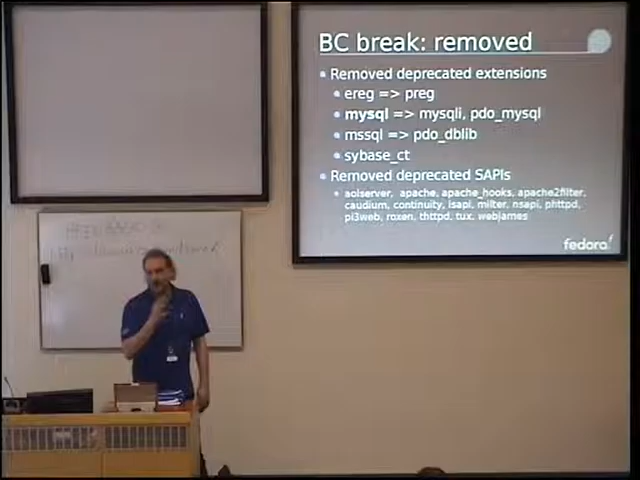 BC break: removed
Removed deprecated extensions
ereg => preg
mysql => mysqli, pdo_mysql
mssql => pdo_dblib
sybase_ct
Removed deprecated SAPIs
aolserver, apache, apache_hooks, apache2filter,
caudium, continuity, isapi, milter, nsapi, phttpd,
pi3web, roxen, thttpd, tux, webjames
fedora